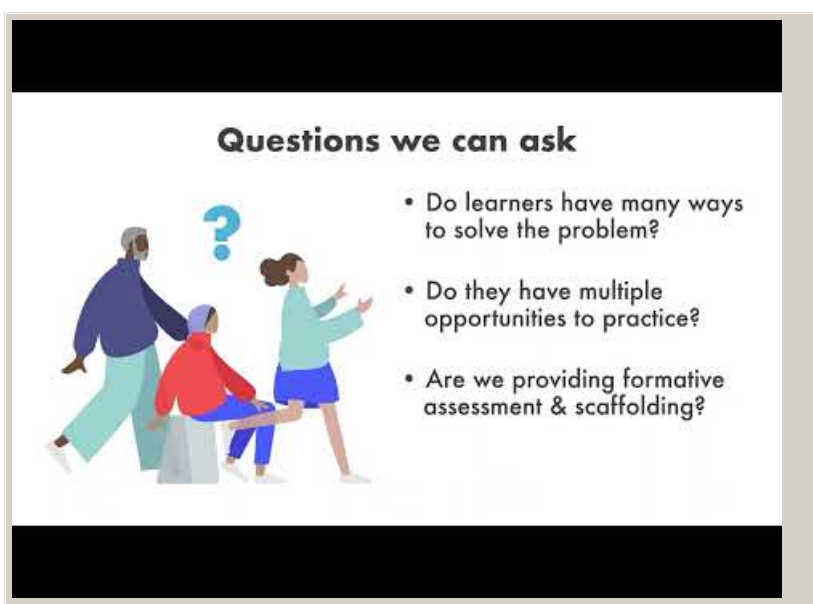 Questions we can ask
?
• Do learners have many ways
to solve the problem?
• Do they have multiple
opportunities to practice?
• Are we providing formative
assessment & scaffolding?